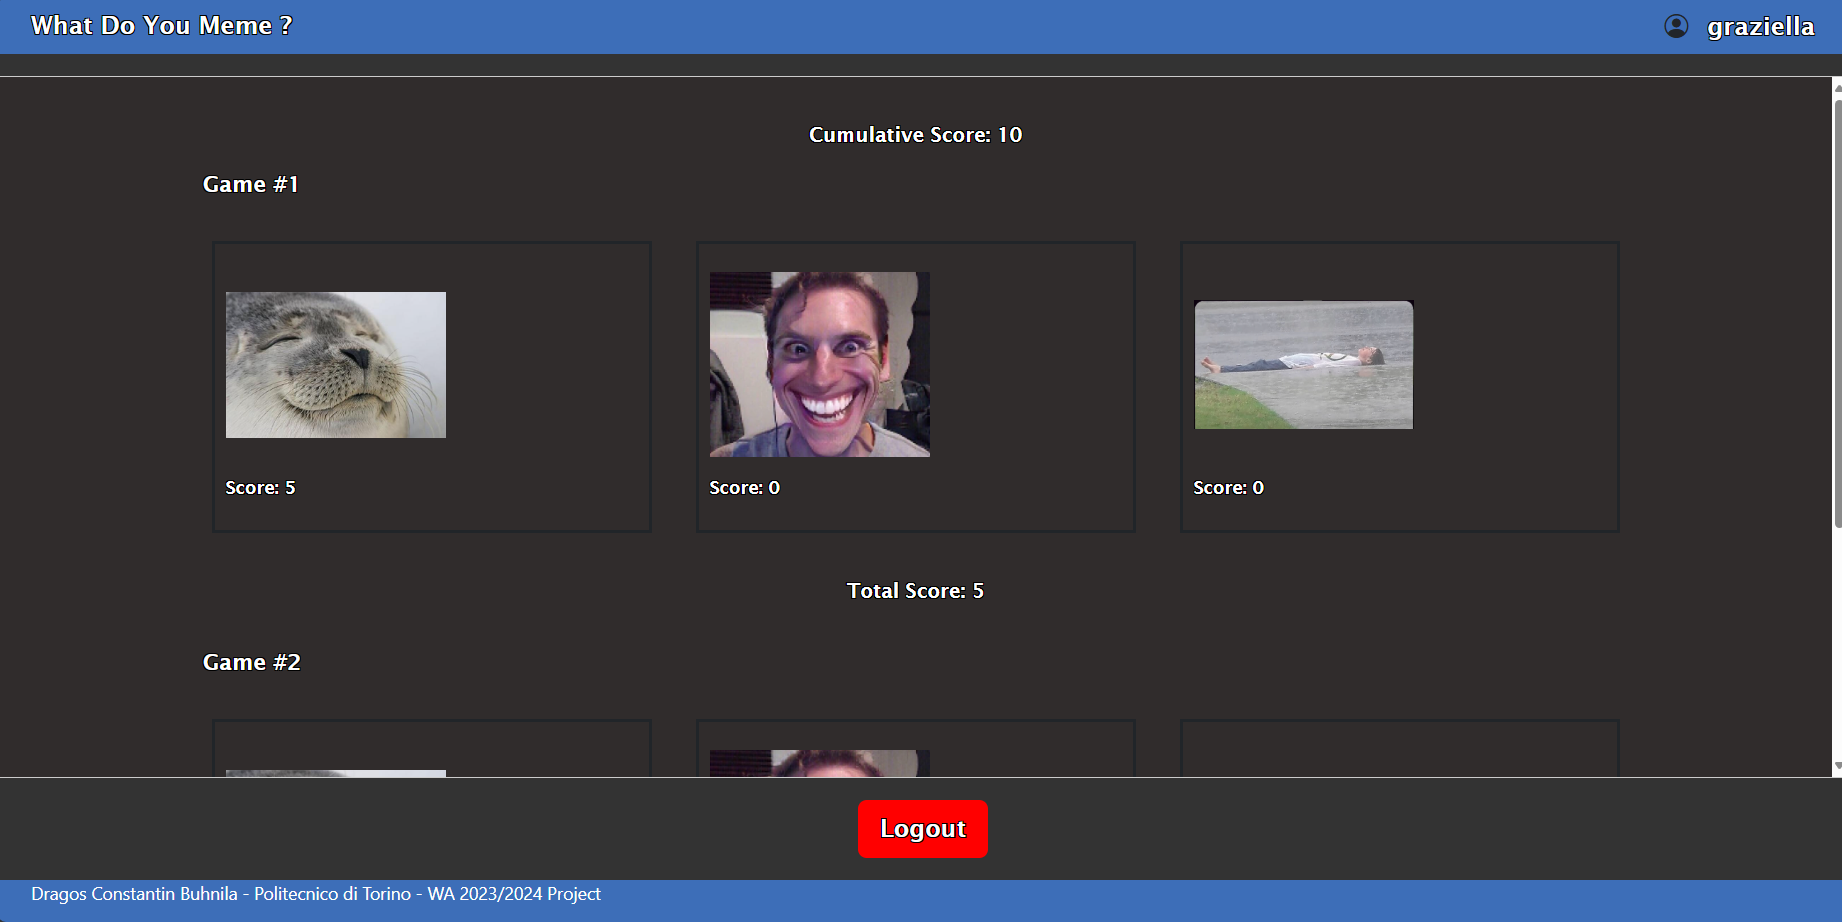 What Do You Meme ?
graziella
Cumulative Score: 10
Game #1
Score: 5
Score: 0
Score: 0
Total Score: 5
Game #2
Logout
Dragos Constantin Buhnila - Politecnico di Torino - WA 2023/2024 Project